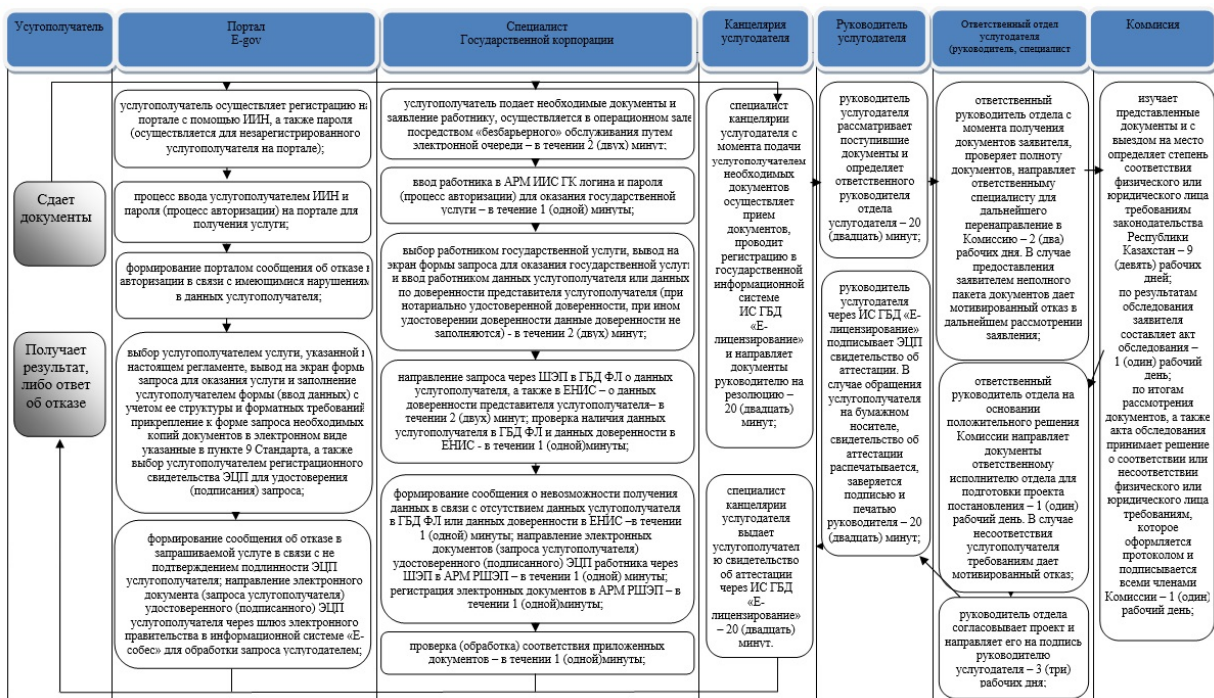 Усугополучатель
Портал
E-gov
Специалист
Государственной корпорации
Канцелярия
услугодателя
Руководитель
услугодателя
Ответственный отдел
услугодателя
(руководитель, специалист
Коммисия
Сдает
документы
Получает
результат,
либо ответ
об отказе
услугополучатель осуществляет регистрацию на
портале с помощью ИИН, а также пароля
(осуществляется для незарегистрированного
услугополучателя на портале);
процесс ввода услугополучателем ИИН и
пароля (процесс авторизации) на портале для
получения услуги;
формирование порталом сообщения об отказе в
авторизации в связи с имеющимися нарушениям
в данных услугополучателя;
выбор услугополучателем услуги, указанной в
настоящем регламенте, вывод на экран формы
запроса для оказания услуги и заполнение
услугополучателем формы (ввод данных) с
учетом ее структуры и форматных требований
прикрепление к форме запроса необходимых
копий документов в электронном виде
указанные в пункте 9 Стандарта, а также
выбор услугополучателем регистрационного
свидетельства ЭЦП для удостоверения
(подписания) запроса;
формирование сообщения об отказе в
запрашиваемой услуге в связи с не
подтверждением подлинности ЭЦП
услугополучателя; направление электронного
документа (запроса услугополучателя)
удостоверенного (подписанного) ЭЦП
услугополучателя через шлюз электронного
правительства в информационной системе «Е-
собес» для обработки запроса услугодателем;
услугополучатель подает необходимые документы и
заявление работнику, осуществляется в операционном зале
посредством «безбарьерного» обслуживания путем
электронной очереди – в течении 2 (двух) минут;
ввод работника в АРМ ИИС ГК логина и пароля
(процесс авторизации) для оказания государственной
услуги – в течение 1 (одной) минуты;
выбор работником государственной услуги, вывод на
экран формы запроса для оказания государственной услуг
и ввод работником данных услугополучателя или данных
по доверенности представителя услугополучателя (при
нотариально удостоверенной доверенности, при ином
удостоверении доверенности данные доверенности не
заполняются) - в течении 2 (двух) минут;
направление запроса через ШЭП в ГБД ФЛ о данных
услугополучателя, а также в ЕНИС – о данных
доверенности представителя услугополучателя– в
течении 2 (двух) минут; проверка наличия данных
услугополучателя в ГБД ФЛ и данных доверенности в
ЕНИС - в течении 1 (одной)минуты;
формирование сообщения о невозможности получения
данных в связи с отсутствием данных услугополучателя
в ГБД ФЛ или данных доверенности в ЕНИС –в течении
1 (одной) минуты; направление электронных
документов (запроса услугополучателя)
удостоверенного (подписанного) ЭЦП работника через
ШЭП в АРМ РШЭП – в течении 1 (одной) минуты;
регистрация электронных документов в АРМ РШЭП – в
течении 1 (одной)минуты;
проверка (обработка) соответствия приложенных
документов – в течении 1 (одной)минуты;
специалист
канцелярии
услугодателя с
момента подачи
услугополучателем
необходимых
документов
осуществляет
прием
документов,
проводит
регистрацию в
государственной
информационной
системе
ИС ГБД
«Е-
лицензирование»
и направляет
документы
руководителю на
резолюцию –
20 (двадцать)
минут;
специалист
канцелярии
услугодателя
выдает
услугополучател
ю свидетельство
об аттестации
через ИС ГБД
«Е-
лицензирование»
– 20 (двадцать)
минут.
руководитель
услугодателя
рассматривает
поступившие
документы и
определяет
ответственного
руководителя
отдела
услугодателя – 20
(двадцать) минут;
руководитель
услугодателя
через ИС ГБД «Е-
лицензирование»
подписывает ЭЦП
свидетельство об
аттестации. В
случае обращения
услугополучателя
на бумажном
носителе,
свидетельство об
аттестации
распечатывается,
заверяется
подписью и
печатью
руководителя – 20
(двадцать) минут;
ответственный
руководитель отдела с
момента получения
документов заявителя,
проверяет полноту
документов, направляет
ответственныму
специалисту для
дальнейшего
перенаправление в
Комиссию – 2 (два)
рабочих дня. В случае
предоставления
заявителем неполного
пакета документов дает
мотивированный отказ в
дальнейшем рассмотрении
заявления;
ответственный
руководитель отдела на
основании
положительного решения
Комиссии направляет
документы
ответственному
исполнителю отдела для
подготовки проекта
постановления – 1 (один)
рабочий день. В случае
несоответствия
услугополучателя
требованиям дает
мотивированный отказ;
руководитель отдела
согласовывает проект и
направляет его на подпись
руководителю
услугодателя – 3 (три)
рабочих дня;
изучает
представленные
документы и с
выездом на место
определяет степень
соответствия
физического или
юридического лица
требованиям
законодательства
Республики
Казахстан – 9
(девять) рабочих
дней;
по результатам
обследования
заявителя
составляет акт
обследования –
1 (один) рабочий
день;
по итогам
рассмотрения
документов, а также
акта обследования
принимает решение
о соответствии или
несоответствии
физического или
юридического лица
требованиям,
которое
оформляется
протоколом и
подписывается
всеми членами
Комиссии – 1 (один)
рабочий день;